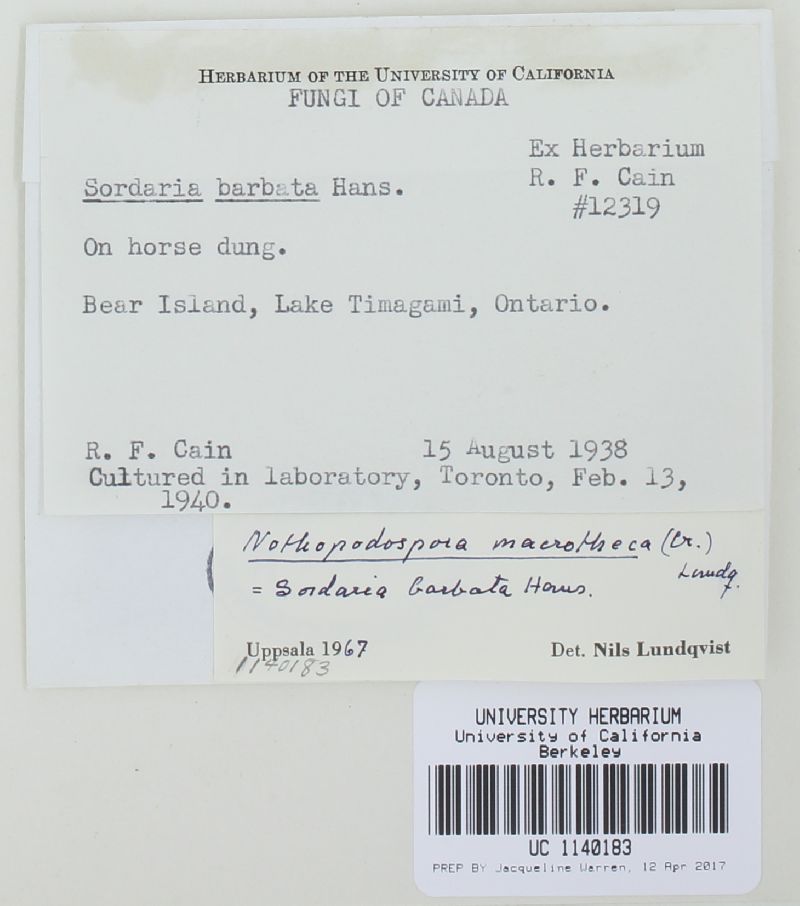 HERBARIUM OF THE UNIVERSITY OF CALIFORNIA
FUNGI OF CANADA
Ex Herbarium
R. F. Cain
#12319
Sordaria barbata Hans.
On horse dung.
Bear Island, Lake Timagami, Ontario.
R. F. Cain 15 August 1938
Cultured in laboratory, Toronto, Feb. 13,
1940.
Nothopodospora macrotheca (Cr.)
Lundq.
= Sordaria barbata Hans.
Uppsala 1967 Det. Nils Lundqvist
1140183
UNIVERSITY HERBARIUM
University of California
Berkeley
UC 1140183
PREP BY Jacqueline Warren, 12 Apr 2017